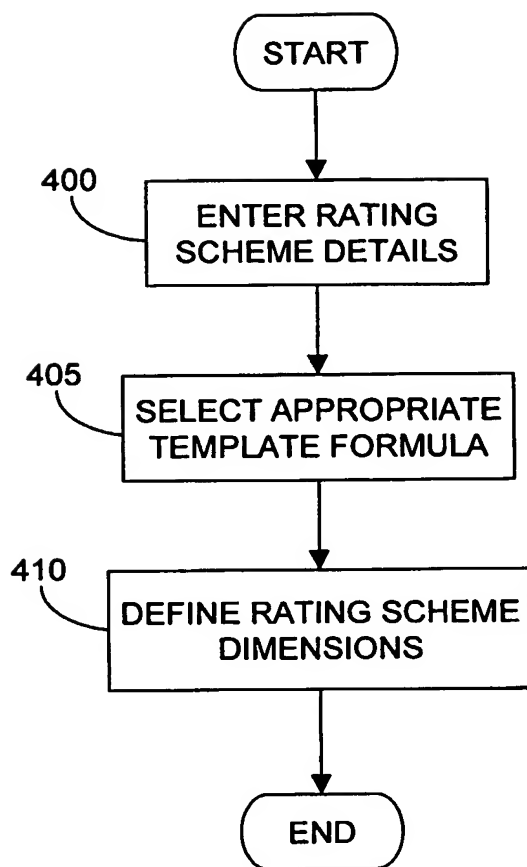 START
400
ENTER RATING
SCHEME DETAILS
405
SELECT APPROPRIATE
TEMPLATE FORMULA
410
DEFINE RATING SCHEME
DIMENSIONS
END